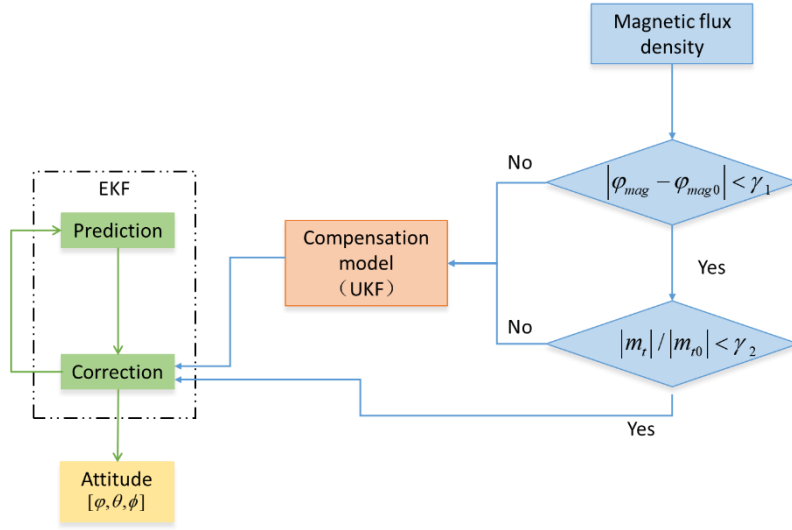 Magnetic flux
density
No
|φ_mag − φ_mag0| < γ_1
EKF
Prediction
Compensation
model
（UKF）
Yes
No
|m_t| / |m_t0| < γ_2
Correction
Yes
Attitude
[φ,θ,ϕ]